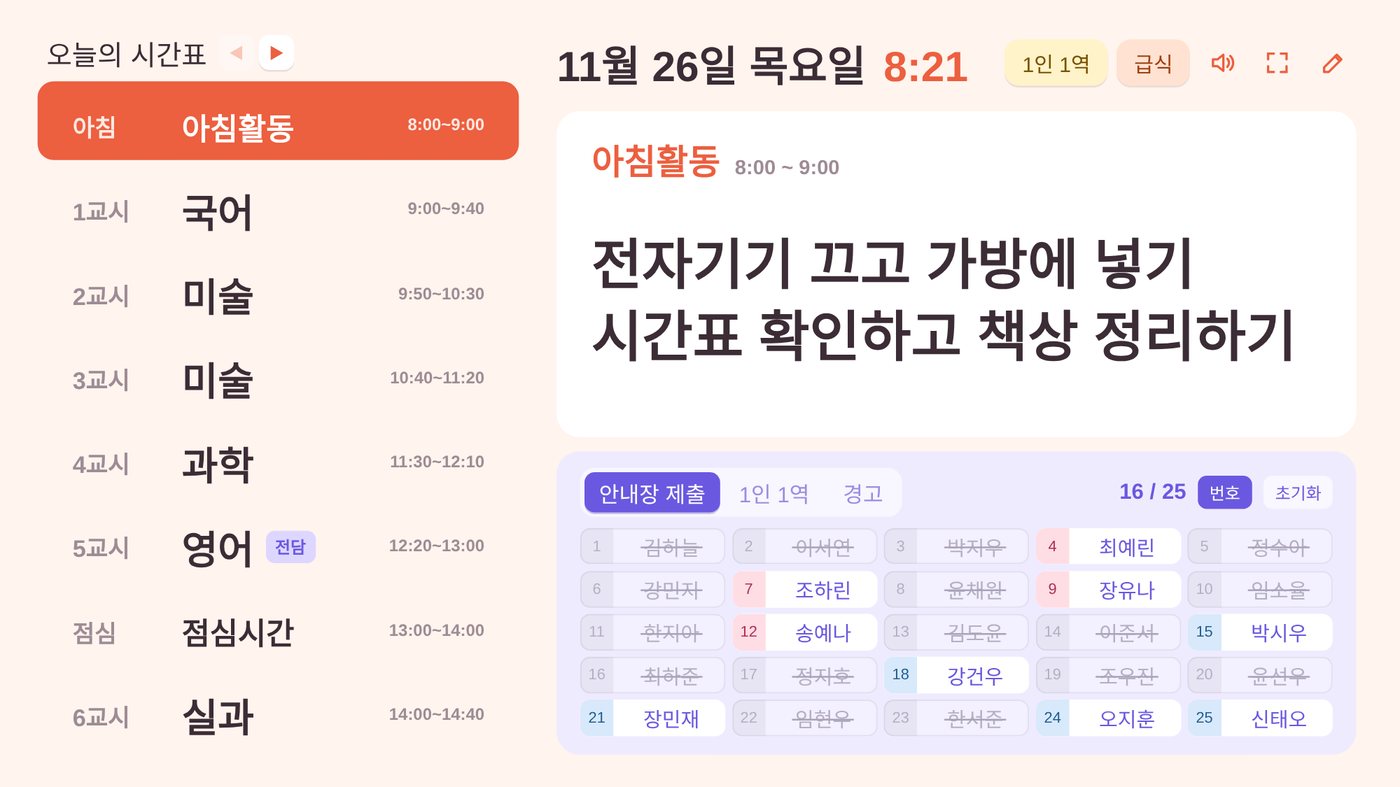 오늘의 시간표
아침 아침활동 8:00~9:00
1교시 국어 9:00~9:40
2교시 미술 9:50~10:30
3교시 미술 10:40~11:20
4교시 과학 11:30~12:10
5교시 영어 전담 12:20~13:00
점심 점심시간 13:00~14:00
6교시 실과 14:00~14:40
11월 26일 목요일 8:21 1인 1역 급식
아침활동 8:00 ~ 9:00
전자기기 끄고 가방에 넣기
시간표 확인하고 책상 정리하기
안내장 제출 1인 1역 경고 16 / 25 번호 초기화
1 김하늘 2 이서연 3 박지우 4 최예린 5 정수아
6 강민지 7 조하린 8 윤채원 9 장유나 10 임소율
11 한지아 12 송예나 13 김도윤 14 이준서 15 박시우
16 최하준 17 정지호 18 강건우 19 조우진 20 윤선우
21 장민재 22 임현우 23 한서준 24 오지훈 25 신태오